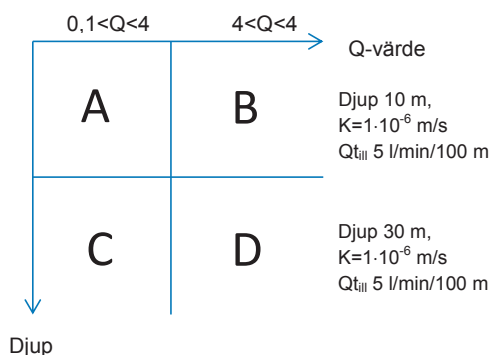 0,1<Q<4 4<Q<4
Q-värde
A B
Djup 10 m,
K=1·10⁻⁶ m/s
Qtᵢₗₗ 5 l/min/100 m
C D
Djup 30 m,
K=1·10⁻⁶ m/s
Qtᵢₗₗ 5 l/min/100 m
Djup